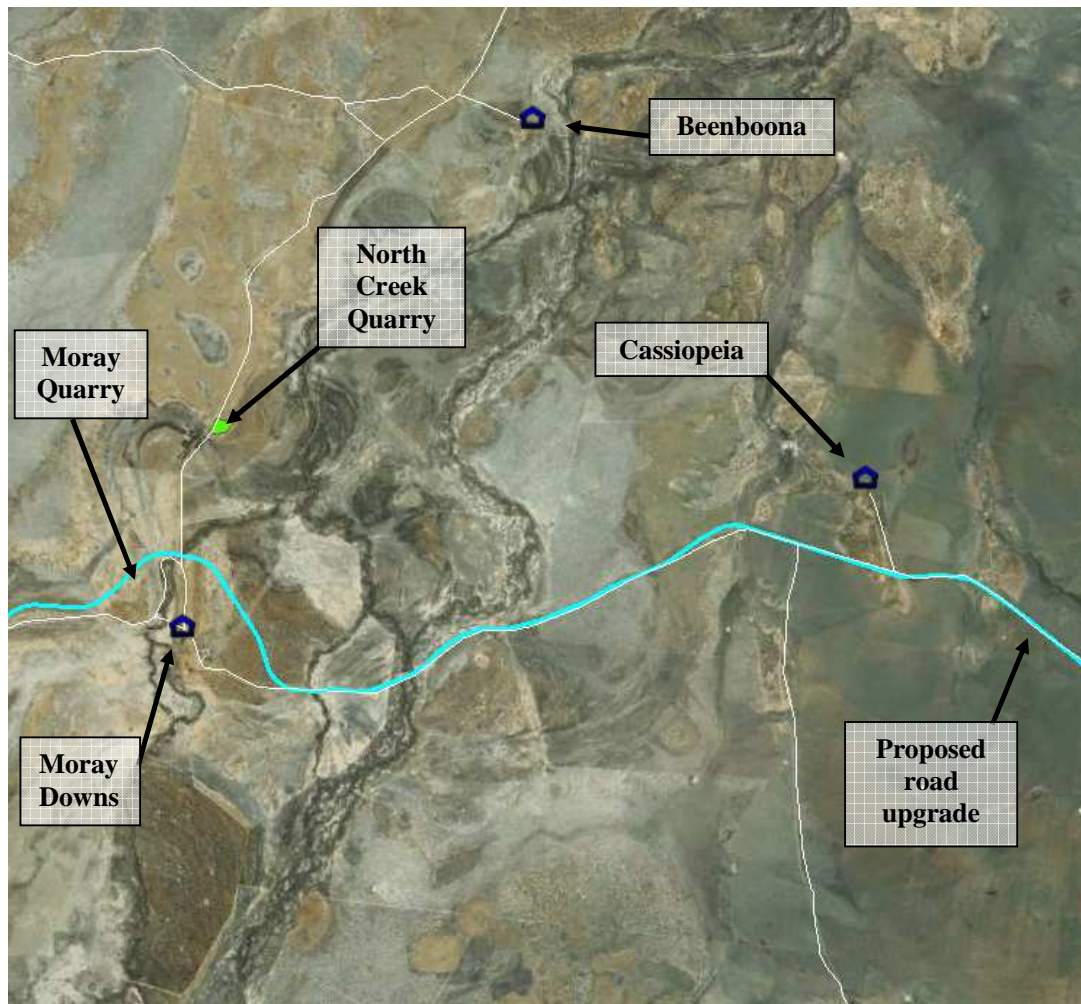 Beenboona
North
Creek
Quarry
Moray
Quarry
Cassiopeia
Moray
Downs
Proposed
road
upgrade